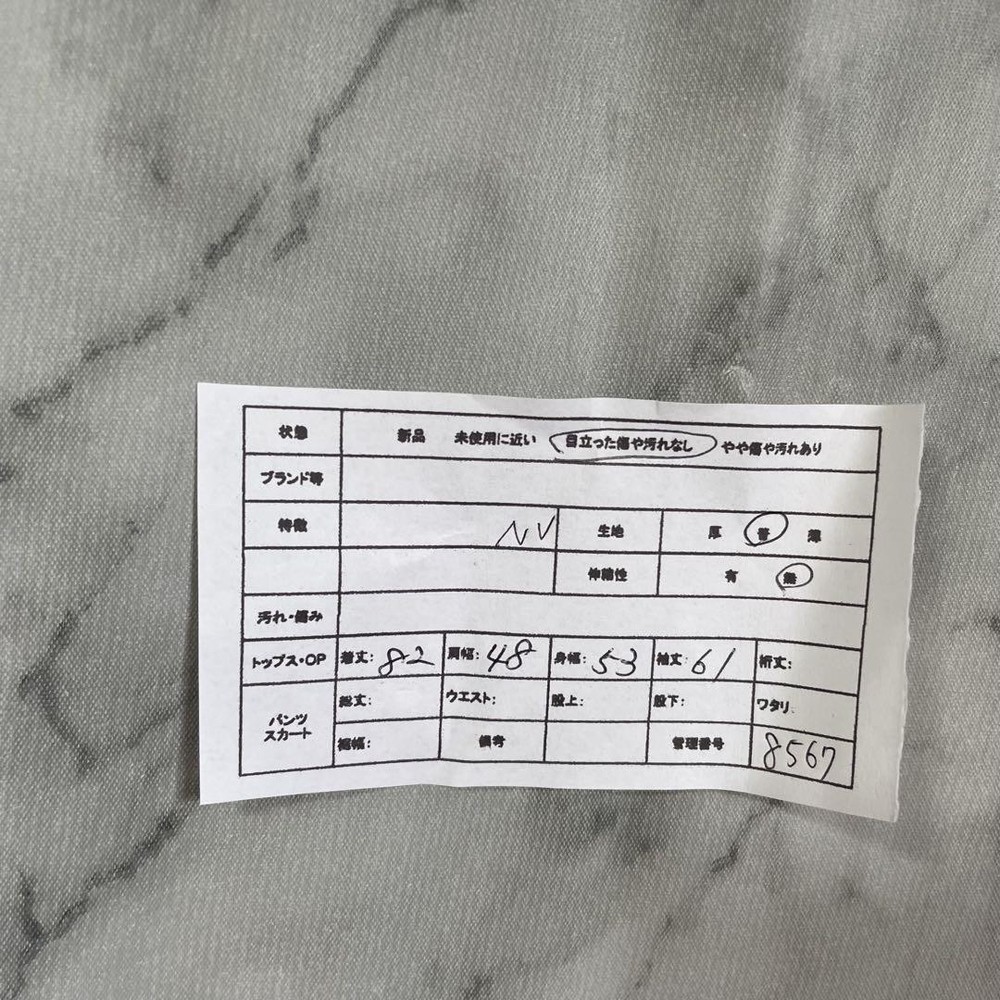 状態 新品 未使用に近い 目立った傷や汚れなし やや傷や汚れあり
ブランド等
特徴 NV 生地 厚 普 薄
伸縮性 有 無
汚れ・傷み
トップス・OP 着丈: 82 肩幅: 48 身幅: 53 袖丈: 61 裄丈:
パンツ スカート 総丈: ウエスト: 股上: 股下: ワタリ:
裾幅: 備考 管理番号 8567